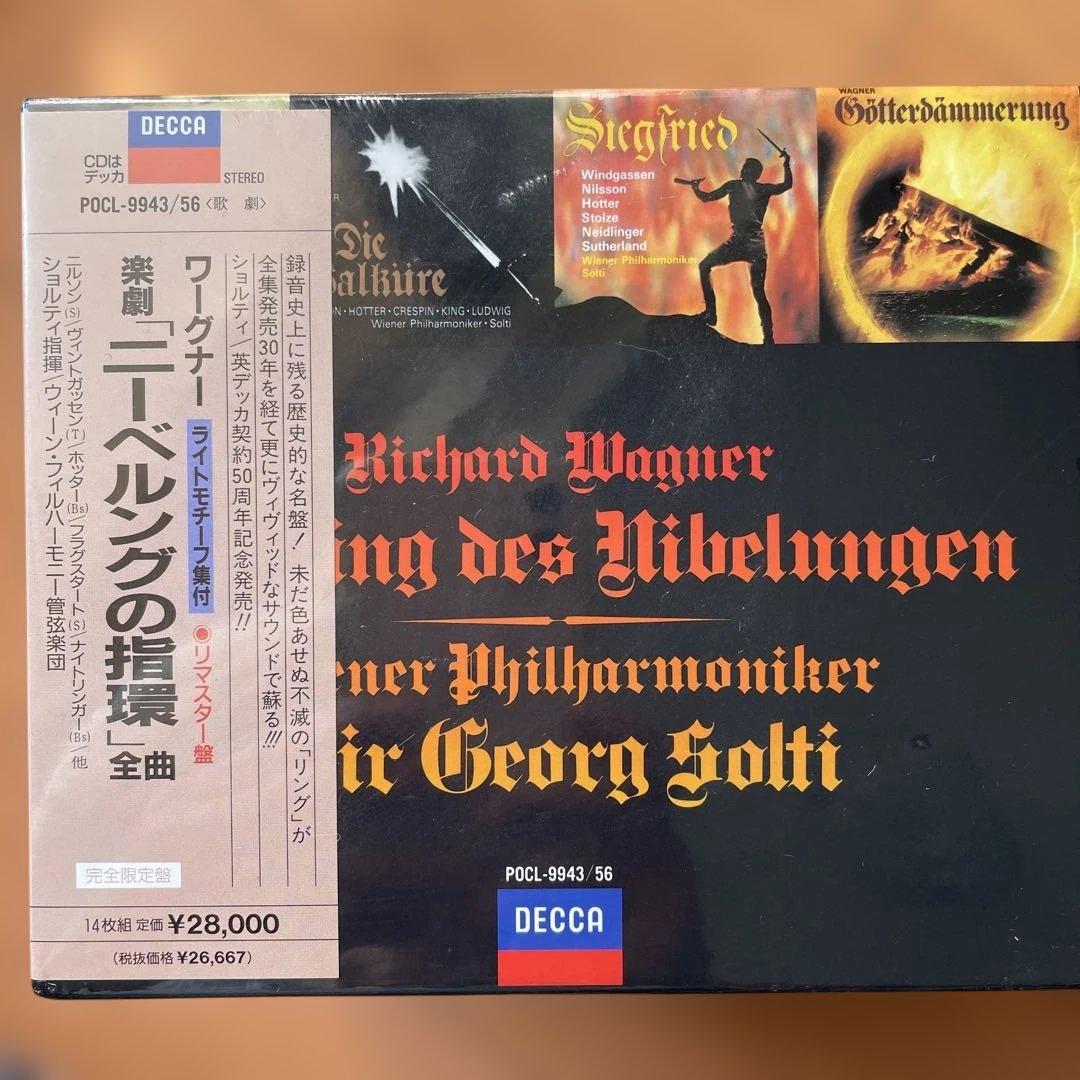 DECCA
CDは
デッカ
STEREO
POCL-9943/56〈歌 劇〉
ワーグナー ライトモチーフ集付 ●リマスター盤
楽劇「ニーベルングの指環」全曲
ニルソン(S)/ヴィントガッセン(T)/ホッター(Bs)/フラグスタート(S)/ナイトリンガー(Bs)/他
ショルティ指揮/ウィーン・フィルハーモニー管弦楽団
録音史上に残る歴史的な名盤! 未だ色あせぬ不滅の「リング」が
全集発売30年を経て更にヴィヴィッドなサウンドで蘇る!!!
ショルティ/英デッカ契約50周年記念発売!!
完全限定盤
14枚組 定価 ¥28,000
(税抜価格 ¥26,667)
Die
alküre
N・HOTTER・CRESPIN・KING・LUDWIG
Wiener Philharmoniker・Solti
Wagner
Siegfried
Windgassen
Nilsson
Hotter
Stolze
Neidlinger
Sutherland
Wiener Philharmoniker
Solti
WAGNER
Götterdämmerung
Richard Wagner
ing des Nibelungen
ener Philharmoniker
ir Georg Solti
POCL-9943/56
DECCA